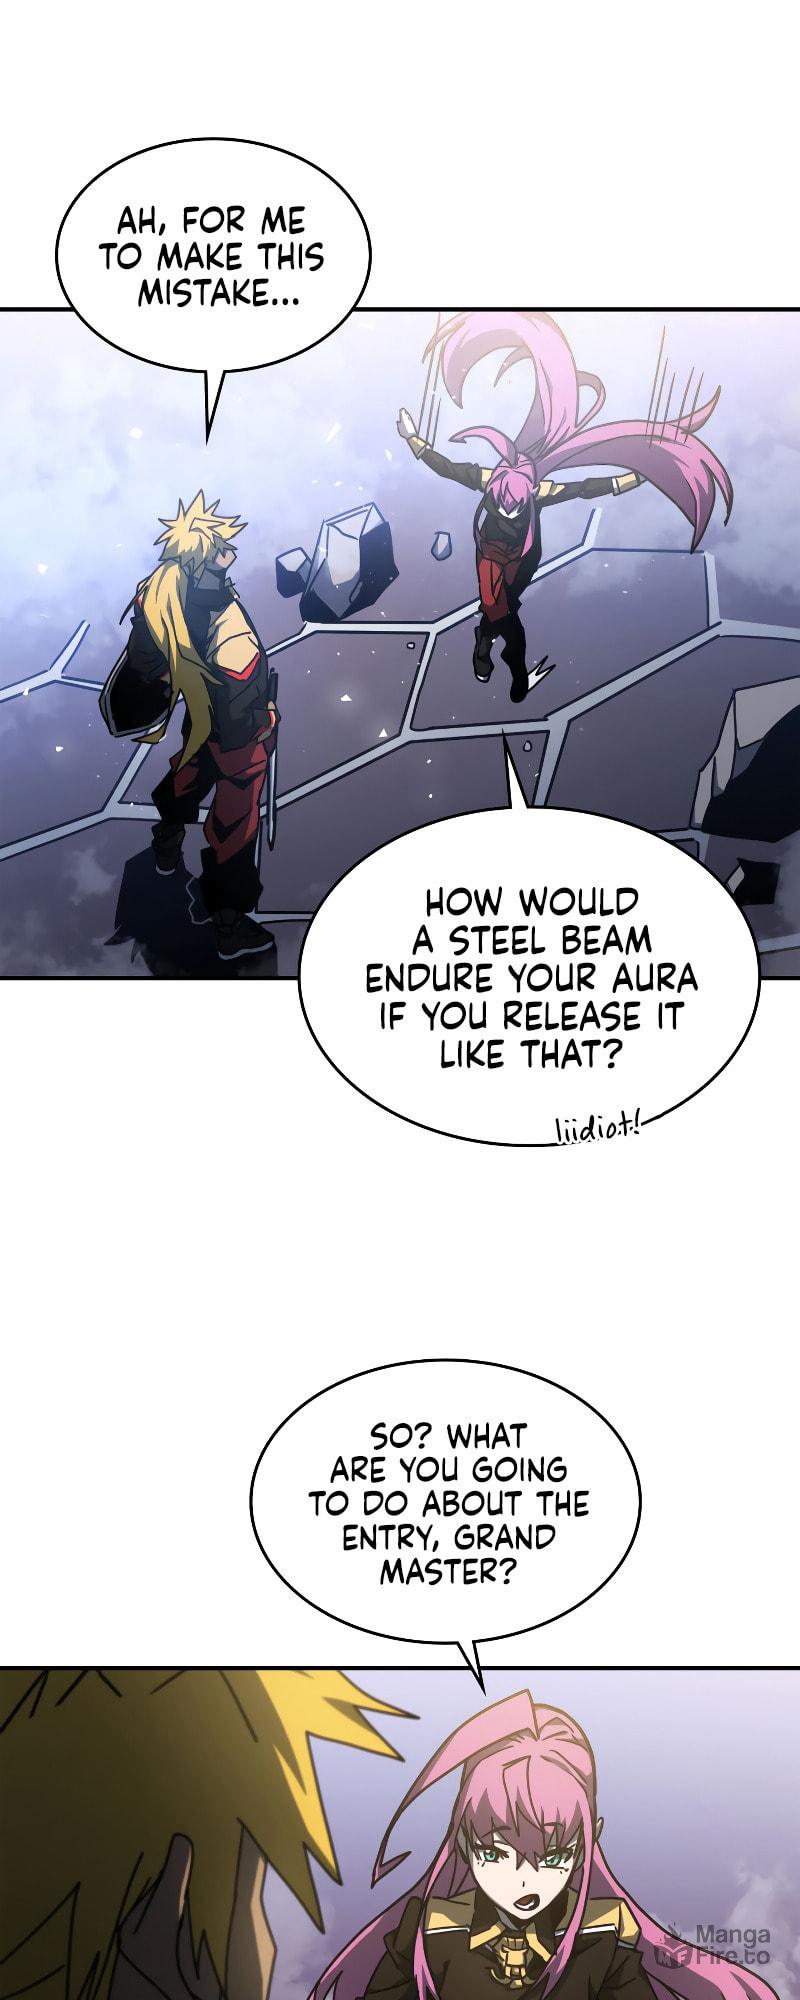 AH, FOR ME
TO MAKE THIS
MISTAKE...
HOW WOULD
A STEEL BEAM
ENDURE YOUR AURA
IF YOU RELEASE IT
LIKE THAT?
liidiot!
SO? WHAT
ARE YOU GOING
TO DO ABOUT THE
ENTRY, GRAND
MASTER?
Manga
Fire.to